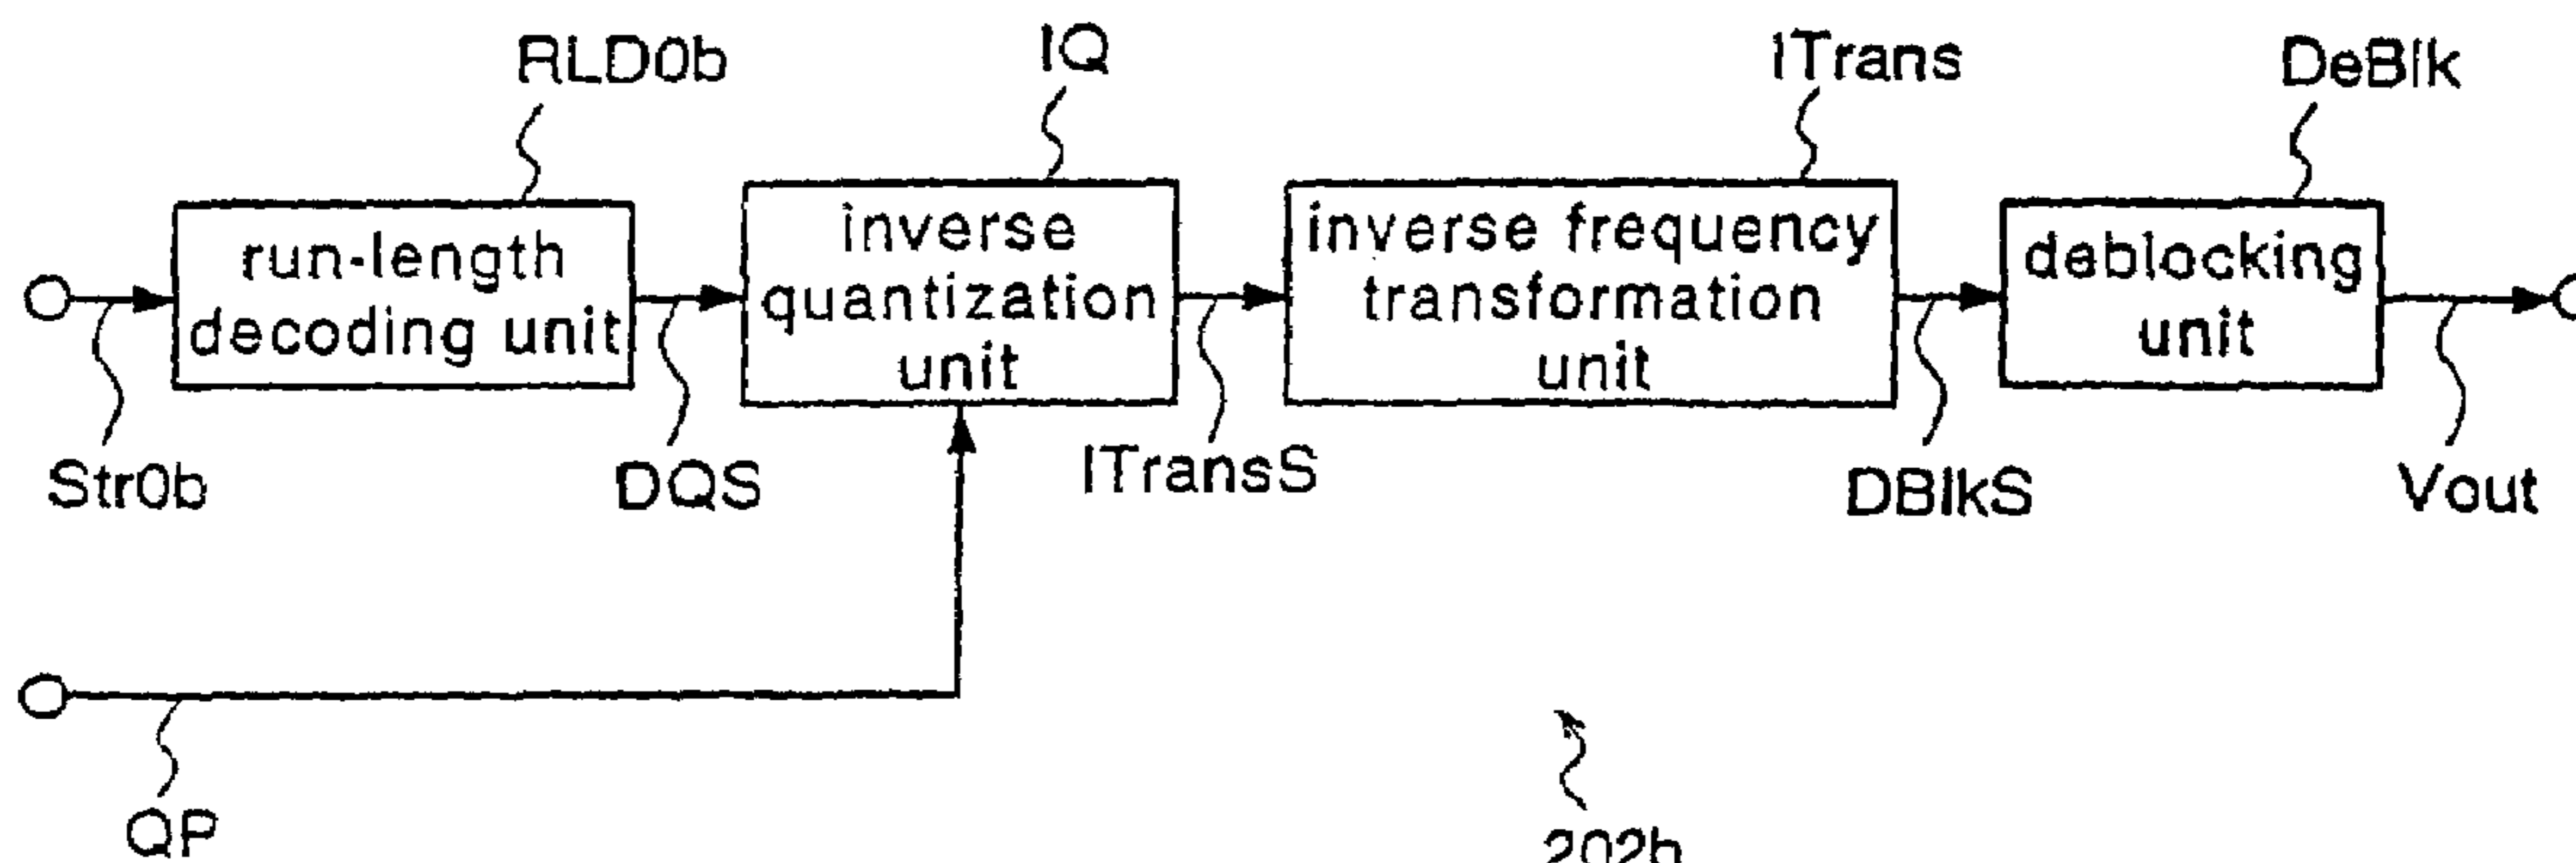 RLD0b
IQ
ITrans
DeBlk
run-length
decoding unit
inverse
quantization
unit
inverse frequency
transformation
unit
deblocking
unit
Str0b
DQS
ITransS
DBlkS
Vout
QP
202b